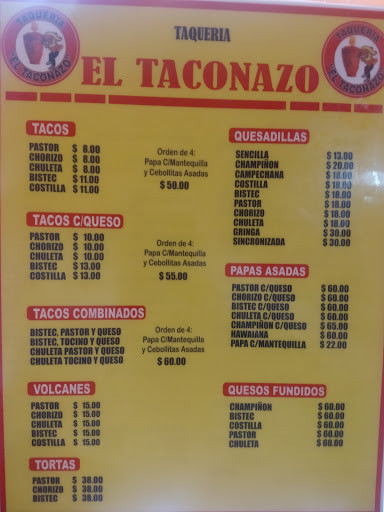 TAQUERIA
EL TACONAZO
TAQUERIA
EL TACONAZO
TAQUERIA
EL TACONAZO
TACOS
PASTOR $ 8.00
CHORIZO $ 8.00
CHULETA $ 8.00
BISTEC $ 11.00
COSTILLA $ 11.00
Orden de 4:
Papa C/Mantequilla
y Cebollitas Asadas
$ 50.00
TACOS C/QUESO
PASTOR $ 10.00
CHORIZO $ 10.00
CHULETA $ 10.00
BISTEC $ 13.00
COSTILLA $ 13.00
Orden de 4:
Papa C/Mantequilla
y Cebollitas Asadas
$ 55.00
TACOS COMBINADOS
BISTEC, PASTOR Y QUESO
BISTEC, TOCINO Y QUESO
CHULETA PASTOR Y QUESO
CHULETA TOCINO Y QUESO
Orden de 4:
Papa C/Mantequilla
y Cebollitas Asadas
$ 60.00
VOLCANES
PASTOR $ 15.00
CHORIZO $ 15.00
CHULETA $ 15.00
BISTEC $ 15.00
COSTILLA $ 15.00
TORTAS
PASTOR $ 38.00
CHORIZO $ 38.00
BISTEC $ 38.00
QUESADILLAS
SENCILLA $ 13.00
CHAMPIÑON $ 20.00
CAMPECHANA $ 18.00
COSTILLA $ 18.00
BISTEC $ 18.00
PASTOR $ 18.00
CHORIZO $ 18.00
CHULETA $ 18.00
GRINGA $ 30.00
SINCRONIZADA $ 30.00
PAPAS ASADAS
PASTOR C/QUESO $ 60.00
CHORIZO C/QUESO $ 60.00
BISTEC C/QUESO $ 60.00
CHULETA C/QUESO $ 60.00
CHAMPIÑON C/QUESO $ 65.00
HAWAIANA $ 60.00
PAPA C/MANTEQUILLA $ 22.00
QUESOS FUNDIDOS
CHAMPIÑON $ 60.00
BISTEC $ 60.00
COSTILLA $ 60.00
PASTOR $ 60.00
CHULETA $ 60.00